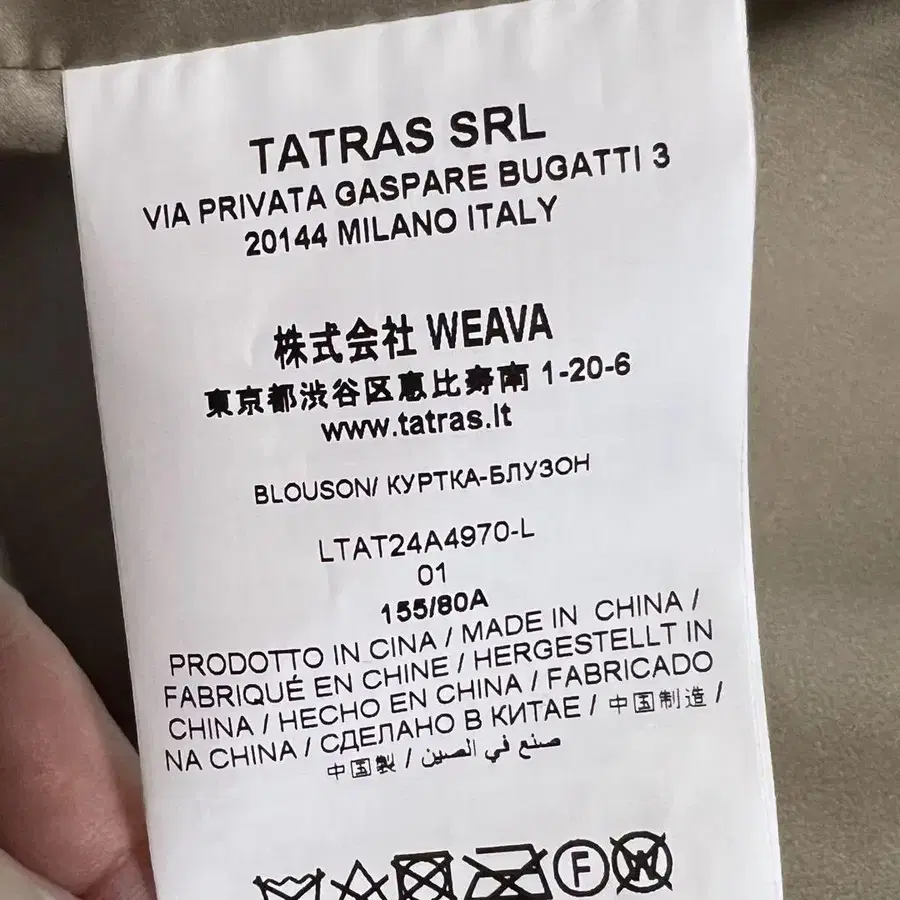 TATRAS SRL
VIA PRIVATA GASPARE BUGATTI 3
20144 MILANO ITALY
株式会社 WEAVA
東京都渋谷区恵比寿南 1-20-6
www.tatras.it
BLOUSON/ КУРТКА-БЛУЗОН
LTAT24A4970-L
01
155/80A
PRODOTTO IN CINA / MADE IN CHINA /
FABRIQUÉ EN CHINE / HERGESTELLT IN
CHINA / HECHO EN CHINA / FABRICADO
NA CHINA / СДЕЛАНО В КИТАЕ / 中国制造 /
中国製 / صنع في الصين
F
W